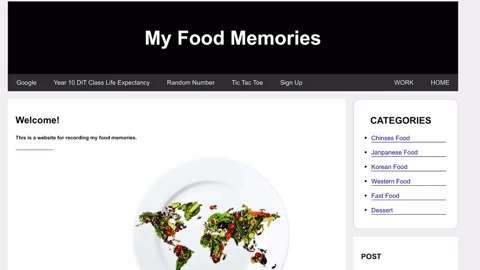 My Food Memories
Google Year 10 DIT Class Life Expectancy Random Number Tic Tac Toe Sign Up WORK HOME
Welcome!
This is a website for recording my food memories.
CATEGORIES
Chinses Food
Janpanese Food
Korean Food
Western Food
Fast Food
Dessert
POST